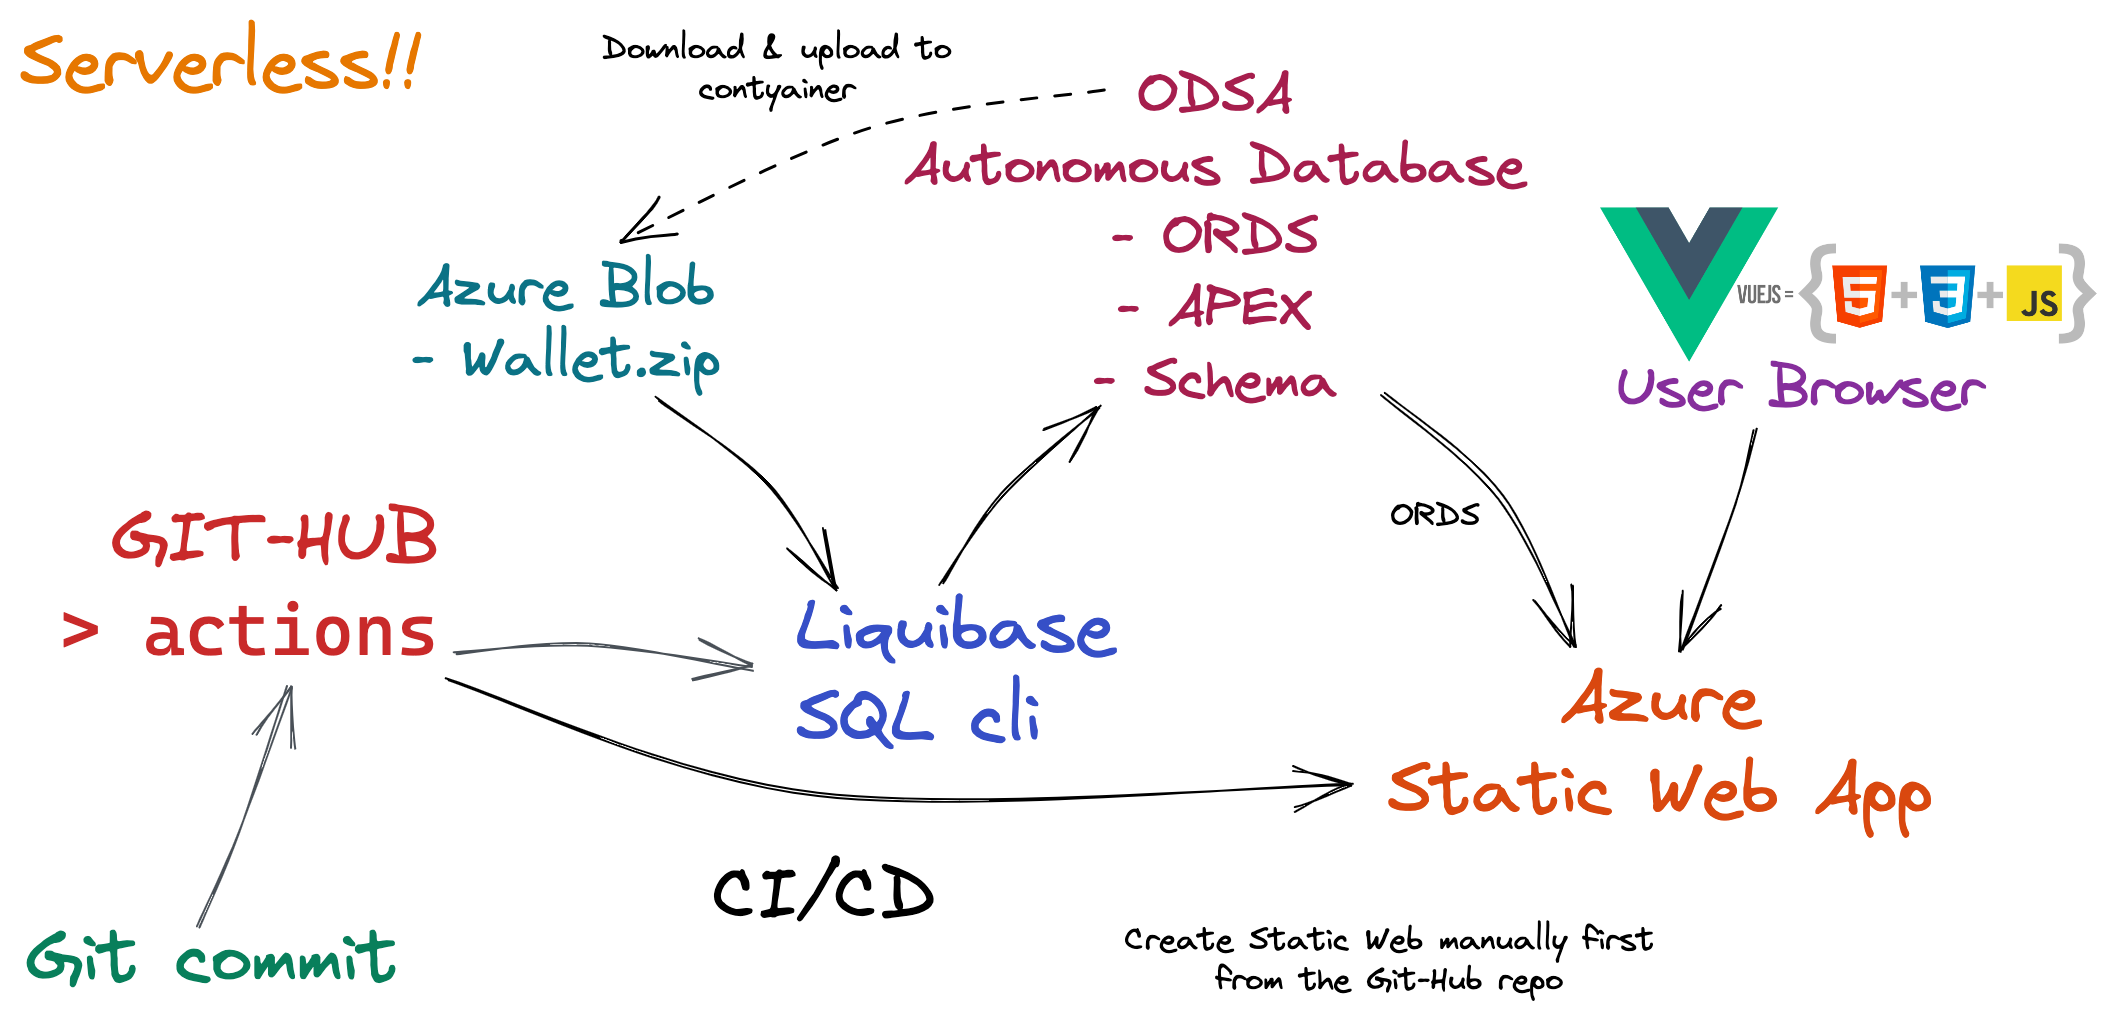 Serverless!!
Download & upload to
contyainer
ODSA
Autonomous Database
- ORDS
- APEX
- Schema
Azure Blob
- Wallet.zip
VUEJS = { 5 + 3 + JS }
User Browser
GIT-HUB
> actions
ORDS
Liquibase
SQL cli
Azure
Static Web App
CI/CD
Git commit
Create Static Web manually first
from the Git-Hub repo